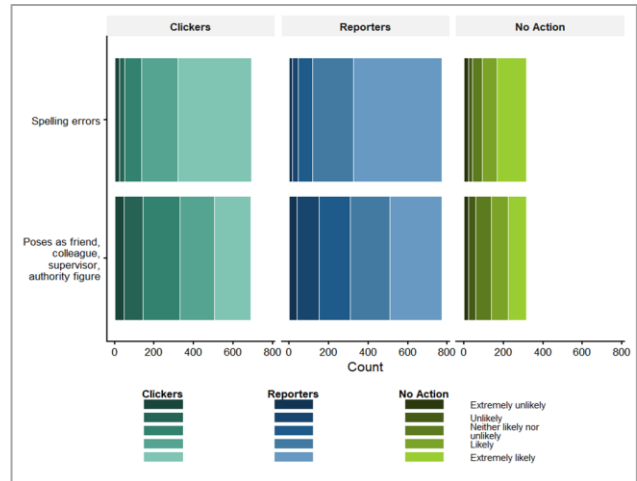 Clickers
Reporters
No Action
Spelling errors
Poses as friend,
colleague,
supervisor,
authority figure
0 200 400 600 800
0 200 400 600 800
0 200 400 600 800
Count
Clickers
Reporters
No Action
Extremely unlikely
Unlikely
Neither likely nor
unlikely
Likely
Extremely likely